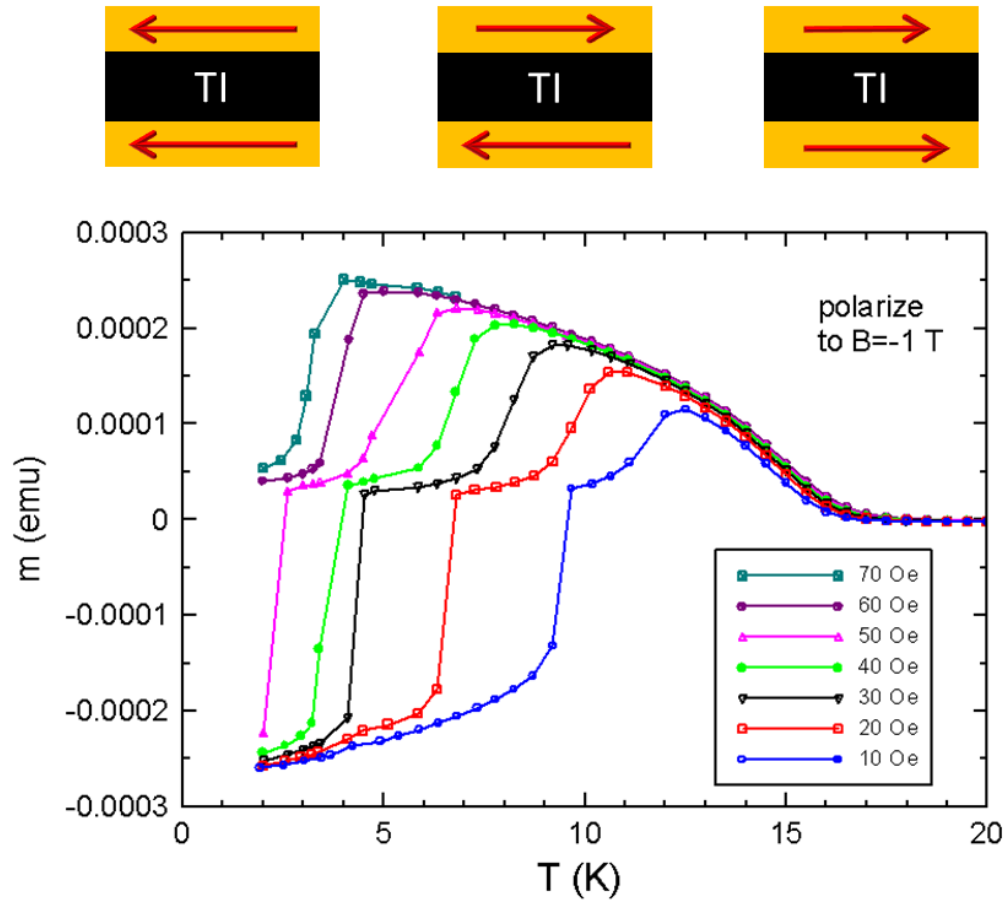 TI TI TI
0.0003
0.0002
0.0001
0
-0.0001
-0.0002
-0.0003
m (emu)
polarize
to B=-1 T
70 Oe
60 Oe
50 Oe
40 Oe
30 Oe
20 Oe
10 Oe
0 5 10 15 20
T (K)